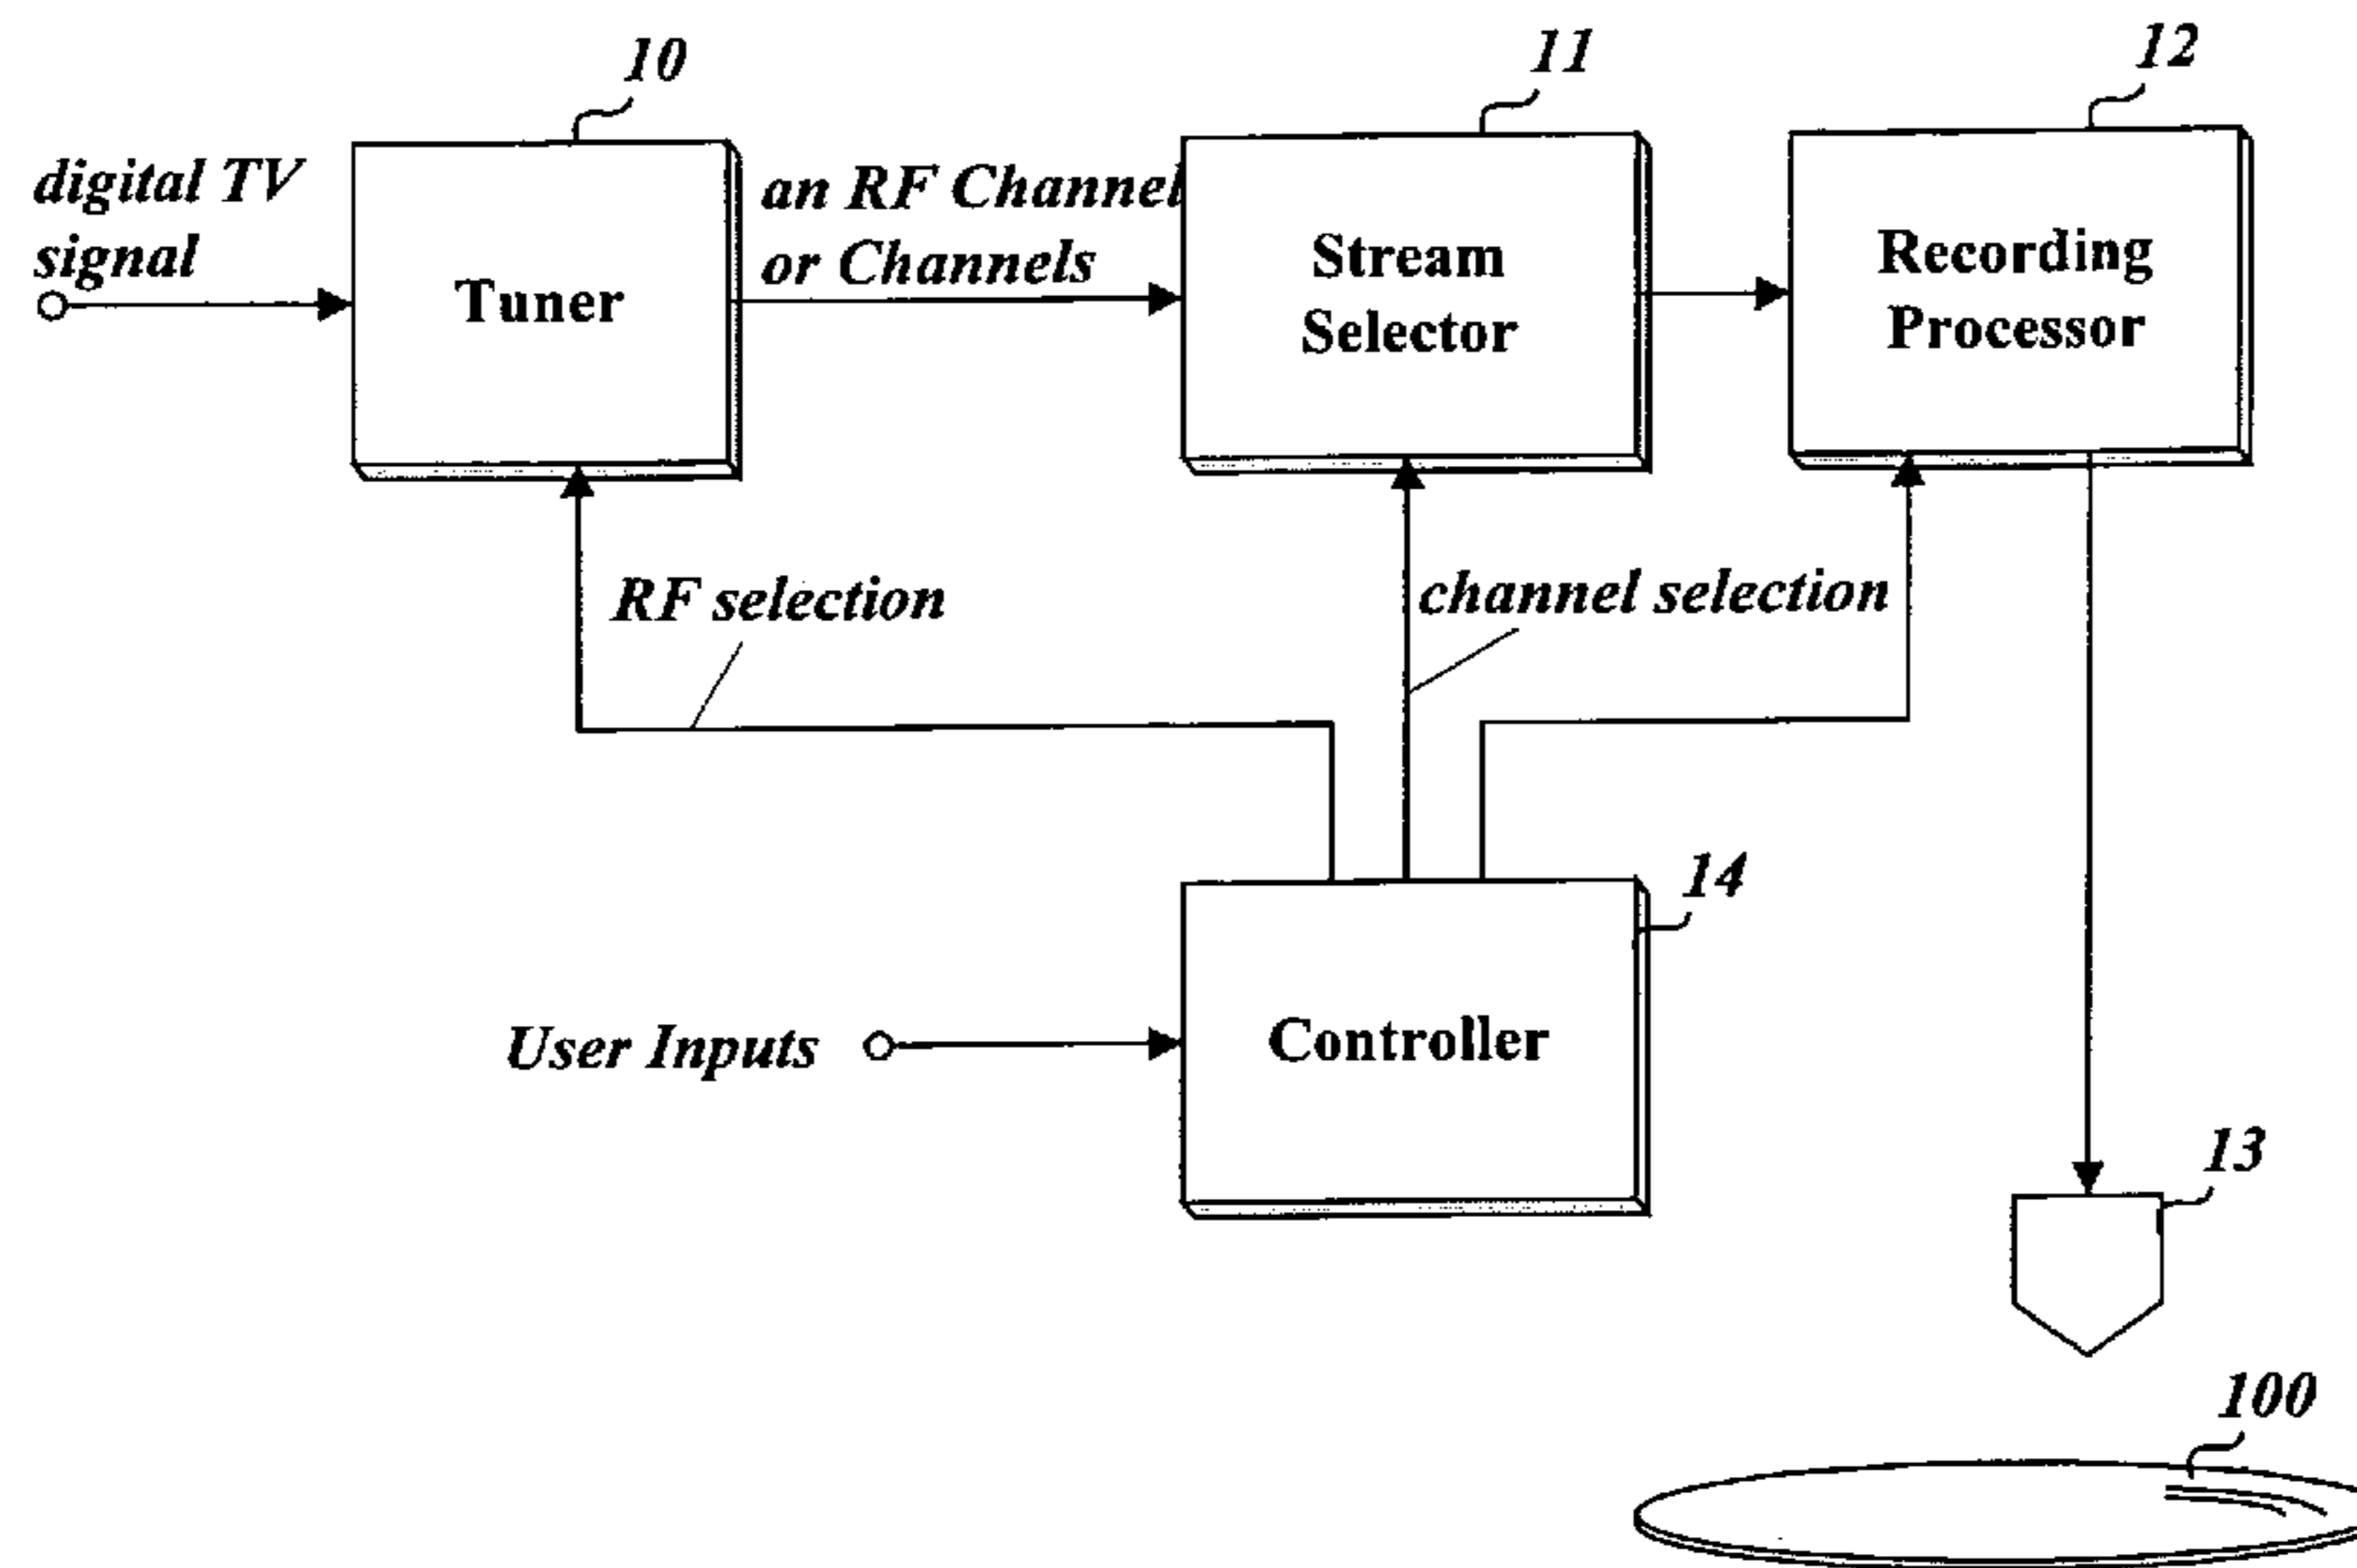 10
11
12
digital TV
signal
Tuner
an RF Channel
or Channels
Stream
Selector
Recording
Processor
RF selection
channel selection
14
User Inputs
Controller
13
100